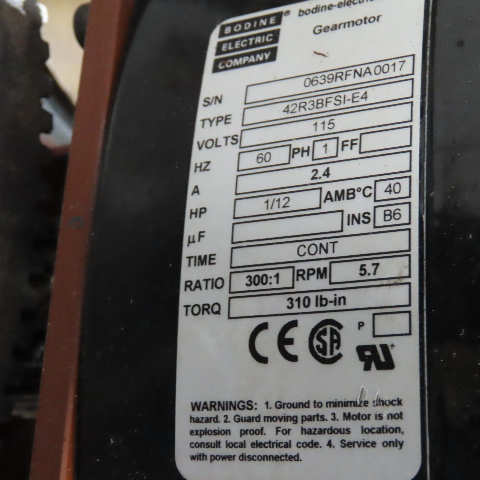 BODINE ® bodine-electric
ELECTRIC Gearmotor
COMPANY
S/N 0639RFNA0017
TYPE 42R3BFSI-E4
VOLTS 115
HZ 60 PH 1 FF
A 2.4
HP 1/12 AMB°C 40
µF INS B6
TIME CONT
RATIO 300:1 RPM 5.7
TORQ 310 lb-in
CE SA P RU
WARNINGS: 1. Ground to minimize shock
hazard. 2. Guard moving parts. 3. Motor is not
explosion proof. For hazardous location,
consult local electrical code. 4. Service only
with power disconnected.